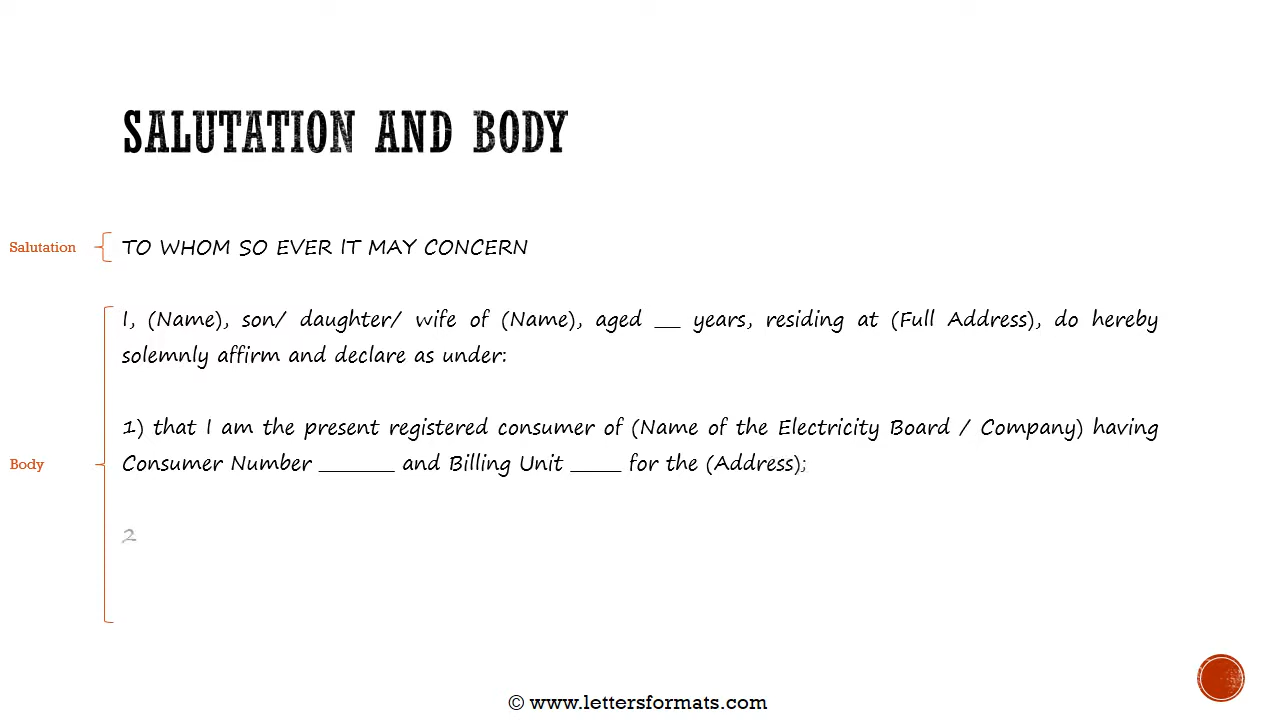 SALUTATION AND BODY
Salutation
TO WHOM SO EVER IT MAY CONCERN
I, (Name), son/ daughter/ wife of (Name), aged ___ years, residing at (Full Address), do hereby
solemnly affirm and declare as under:
1) that I am the present registered consumer of (Name of the Electricity Board / Company) having
Body
Consumer Number _________ and Billing Unit ______ for the (Address);
2
© www.lettersformats.com